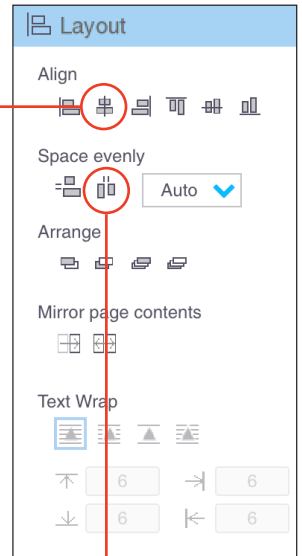 Layout
Align
Space evenly
Auto
Arrange
Mirror page contents
Text Wrap
6 6
6 6